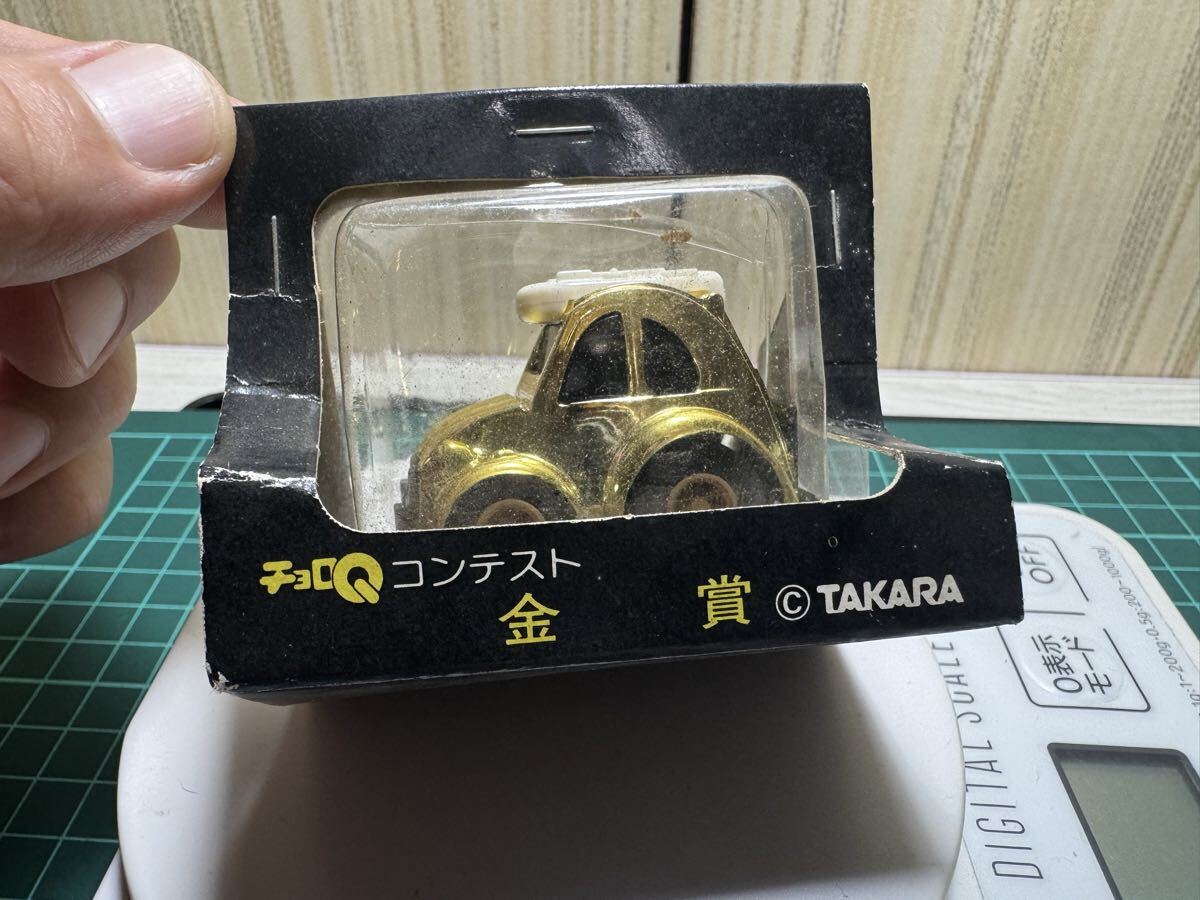 チョロQ コンテスト
金 賞 © TAKARA
OFF
0表示
モード
DIGITAL SCALE